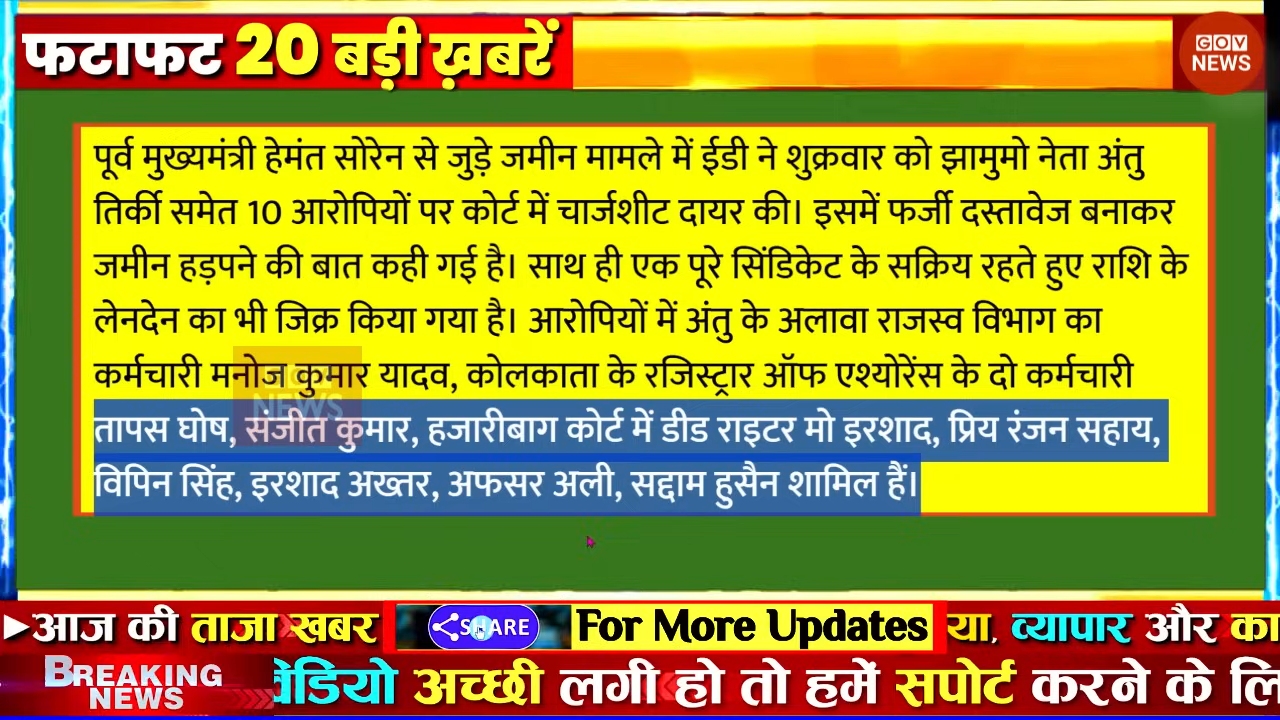 फटाफट 20 बड़ी ख़बरें
GOV
NEWS
पूर्व मुख्यमंत्री हेमंत सोरेन से जुड़े जमीन मामले में ईडी ने शुक्रवार को झामुमो नेता अंतु
तिर्की समेत 10 आरोपियों पर कोर्ट में चार्जशीट दायर की। इसमें फर्जी दस्तावेज बनाकर
जमीन हड़पने की बात कही गई है। साथ ही एक पूरे सिंडिकेट के सक्रिय रहते हुए राशि के
लेनदेन का भी जिक्र किया गया है। आरोपियों में अंतु के अलावा राजस्व विभाग का
कर्मचारी मनोज कुमार यादव, कोलकाता के रजिस्ट्रार ऑफ एश्योरेंस के दो कर्मचारी
तापस घोष, संजीत कुमार, हजारीबाग कोर्ट में डीड राइटर मो इरशाद, प्रिय रंजन सहाय,
विपिन सिंह, इरशाद अख्तर, अफसर अली, सद्दाम हुसैन शामिल हैं।
GOV
NEWS
आज की ताजा खबर SHARE For More Updates या, व्यापार और का
BREAKING
NEWS
विडियो अच्छी लगी हो तो हमें सपोर्ट करने के लि